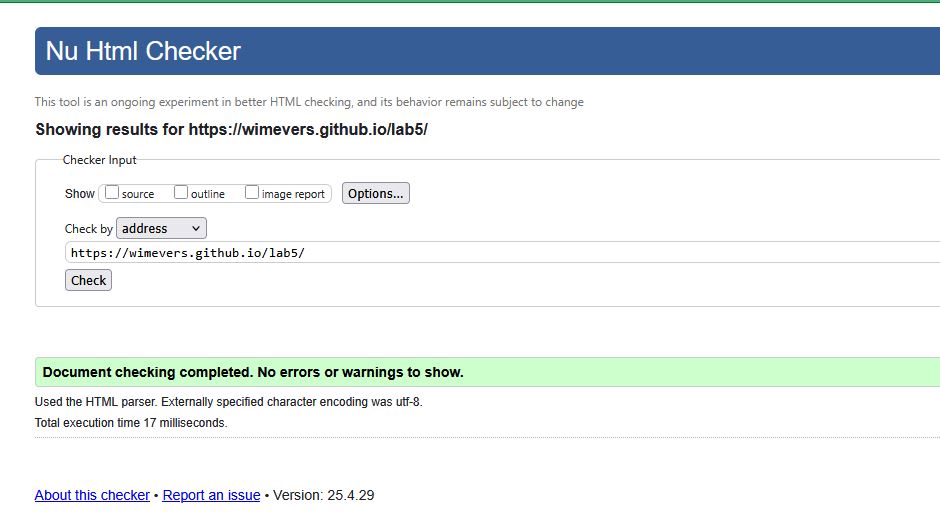 Nu Html Checker
This tool is an ongoing experiment in better HTML checking, and its behavior remains subject to change
Showing results for https://wimevers.github.io/lab5/
Checker Input
Show source outline image report Options...
Check by address
https://wimevers.github.io/lab5/
Check
Document checking completed. No errors or warnings to show.
Used the HTML parser. Externally specified character encoding was utf-8.
Total execution time 17 milliseconds.
About this checker • Report an issue • Version: 25.4.29